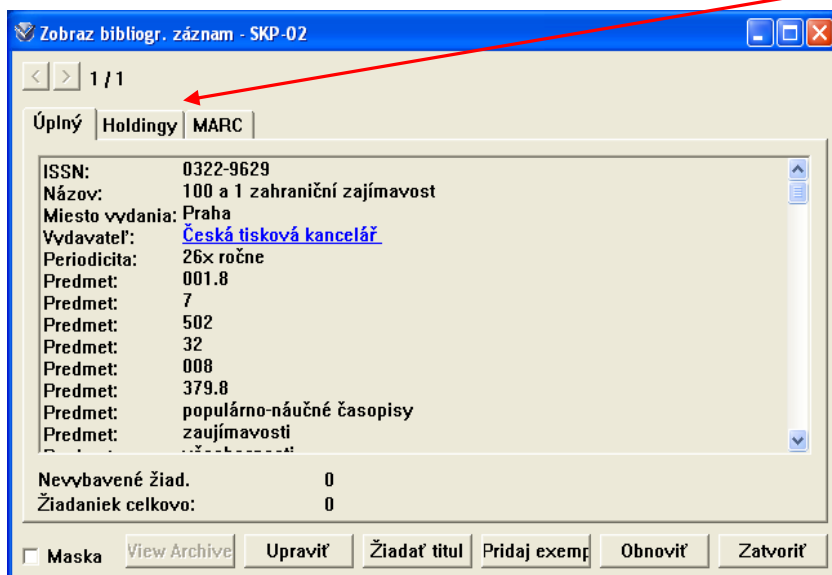 Zobraz bibliogr. záznam - SKP-02
< > 1 / 1
Úplný Holdingy MARC
ISSN: 0322-9629
Názov: 100 a 1 zahraniční zajímavost
Miesto vydania: Praha
Vydavateľ: Česká tisková kancelář
Periodicita: 26x ročne
Predmet: 001.8
Predmet: 7
Predmet: 502
Predmet: 32
Predmet: 008
Predmet: 379.8
Predmet: populárno-náučné časopisy
Predmet: zaujímavosti
Nevybavené žiad. 0
Žiadaniek celkovo: 0
Maska View Archive Upraviť Žiadať titul Pridaj exemp Obnoviť Zatvoriť